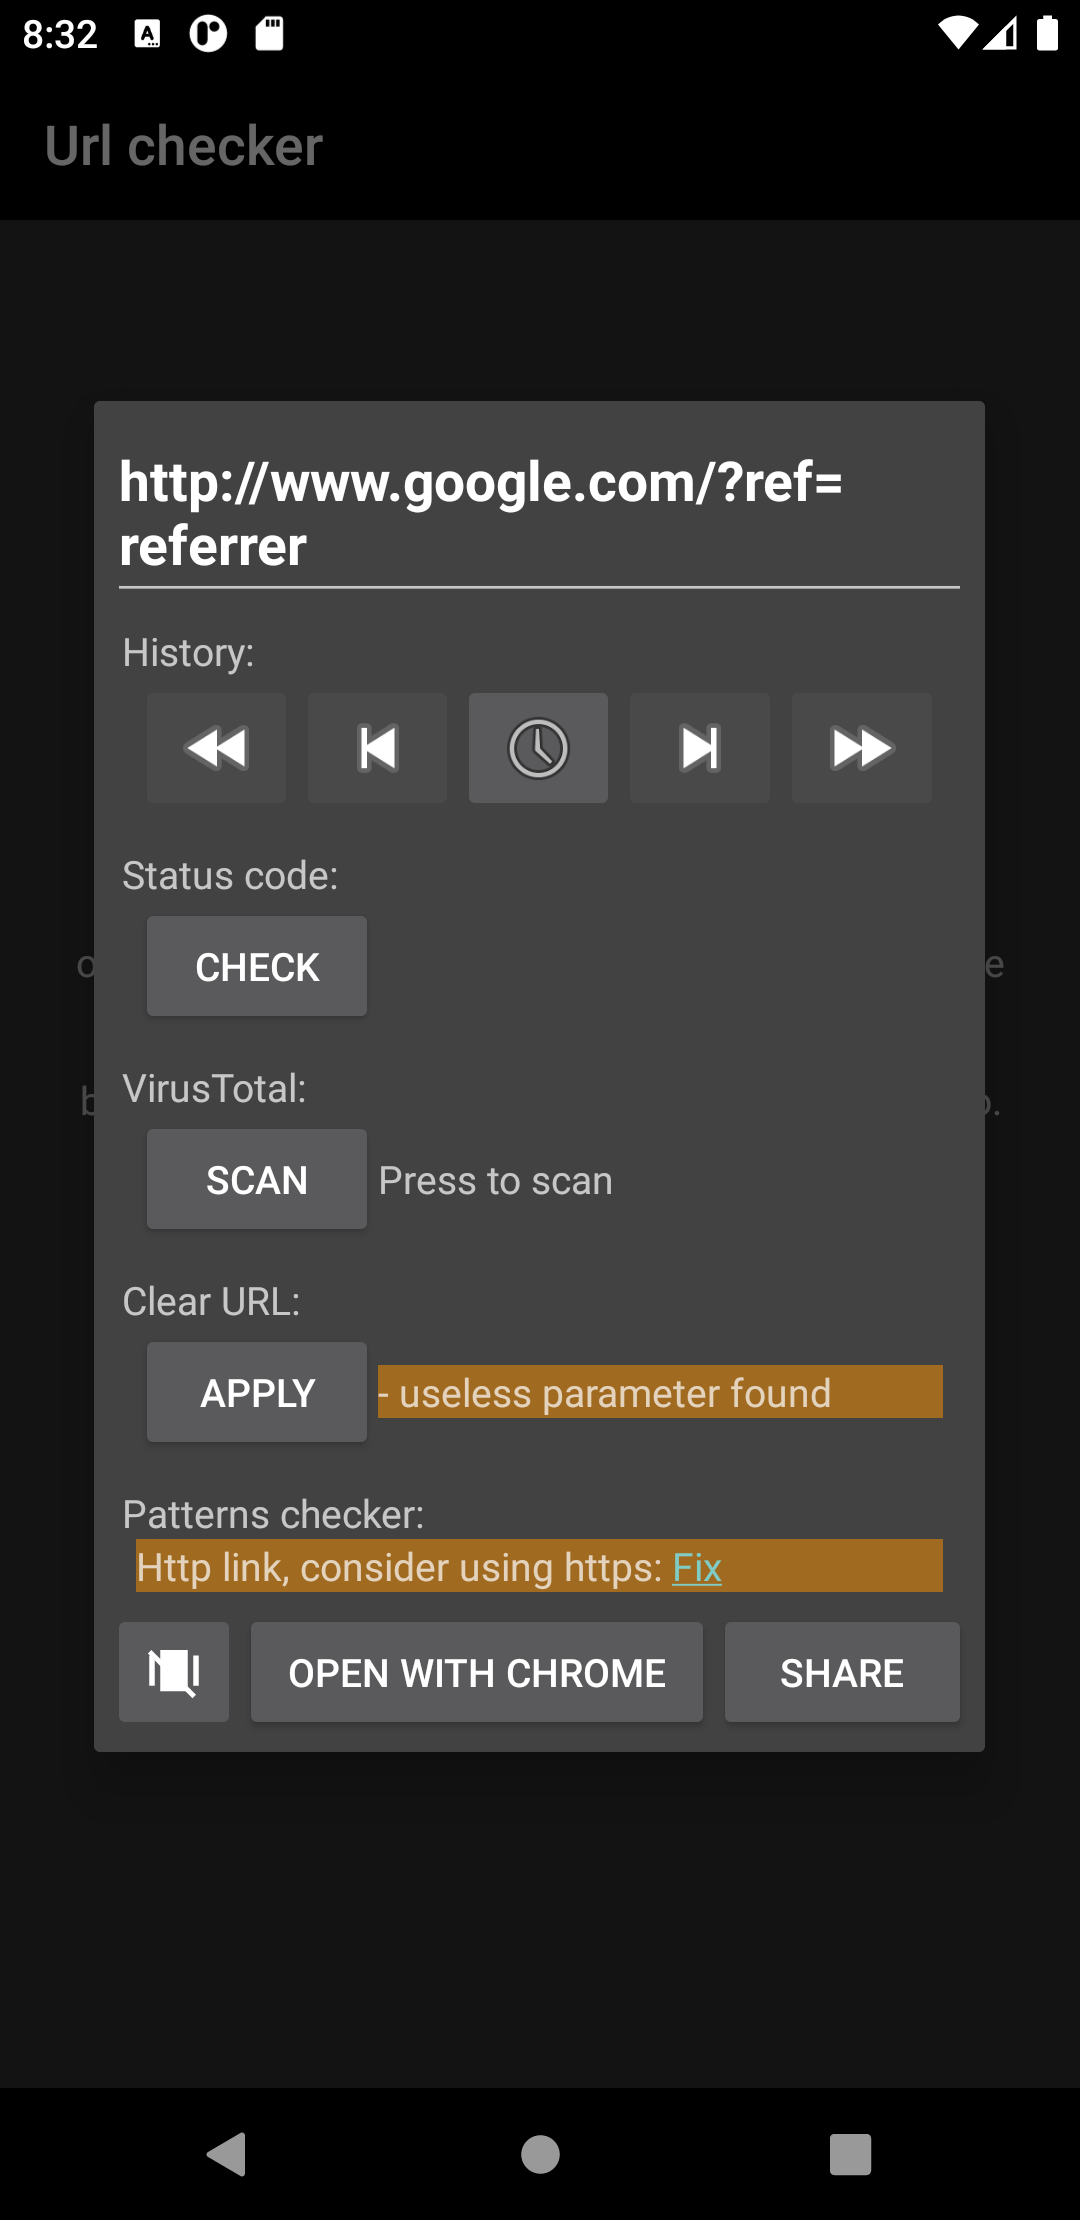 8:32
Url checker
http://www.google.com/?ref=
referrer
History:
Status code:
CHECK
VirusTotal:
SCAN Press to scan
Clear URL:
APPLY - useless parameter found
Patterns checker:
Http link, consider using https: Fix
OPEN WITH CHROME SHARE